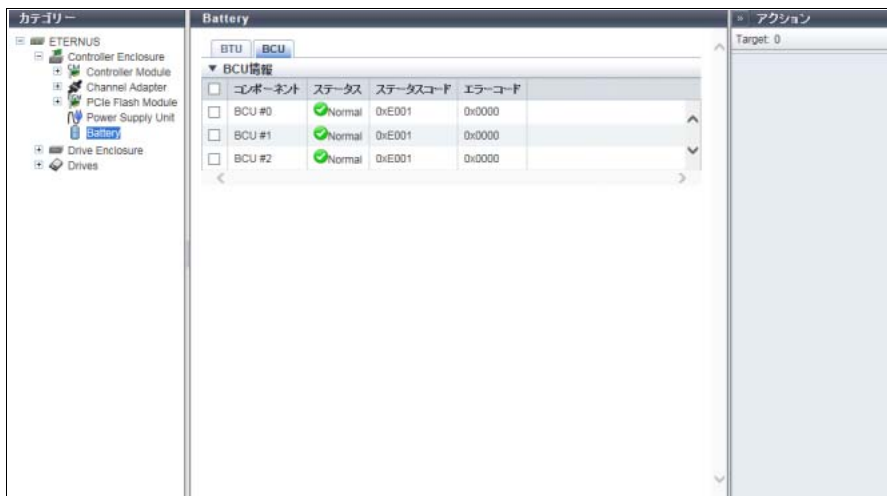 カテゴリー
ETERNUS
Controller Enclosure
Controller Module
Channel Adapter
PCIe Flash Module
Power Supply Unit
Battery
Drive Enclosure
Drives
Battery
BTU BCU
▼ BCU情報
コンポーネント ステータス ステータスコード エラーコード
BCU #0 Normal 0xE001 0x0000
BCU #1 Normal 0xE001 0x0000
BCU #2 Normal 0xE001 0x0000
» アクション
Target: 0